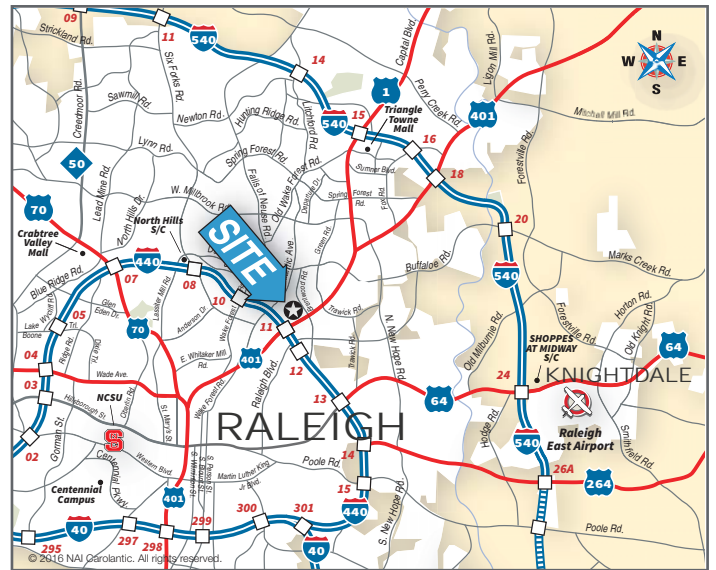 09
Strickland Rd.
11
540
Six Forks Rd.
14
Capital Blvd.
Ligon Mill Rd.
N
W
E
S
Creedmoor Rd.
Sawmill Rd.
Newton Rd.
Hunting Ridge Rd.
Litchford Rd.
540
15
1
Triangle
Towne
Mall
Perry Creek Rd.
401
Mitchell Mill Rd.
Forestville Rd.
50
Lynn Rd.
Spring Forest Rd.
Falls of Neuse Rd.
Old Wake Forest Rd.
16
Sumner Blvd.
18
70
Lead Mine Rd.
North Hills Dr.
W. Millbrook Rd.
Spring Forest
Rd.
Fox Rd.
20
Crabtree
Valley
Mall
North Hills
S/C
SITE
Green Rd.
Buffaloe Rd.
Marks Creek Rd.
Blue Ridge Rd.
07
440
08
10
540
05
Lake
Boone
Trl.
Wycliff Rd.
Glen
Eden Dr.
Lassiter Mill Rd.
Anderson Dr.
11
Trawick Rd.
N. New Hope Rd.
Old Milburnie Rd.
Forestville Rd.
Horton Rd.
Old Knight Rd.
70
Ridge Rd.
E. Whitaker Mill
Rd.
401
12
Trawick Rd.
SHOPPES
AT MIDWAY
S/C
64
04
03
Wade Ave.
Wake Forest Rd.
Raleigh Blvd.
24
KNIGHTDALE
Hillsborough St.
NCSU
Oberlin Rd.
St. Mary's St.
13
64
S
RALEIGH
Hodge Rd.
540
Raleigh
East Airport
Smithfield Rd.
02
Gorman St.
Centennial Pkwy.
Western Blvd.
Martin Luther King
Jr Blvd.
Poole Rd.
14
15
26A
264
Centennial
Campus
401
440
S. New Hope Rd.
Poole Rd.
295
40
297
298
299
300
301
40
© 2016 NAI Carolantic. All rights reserved.